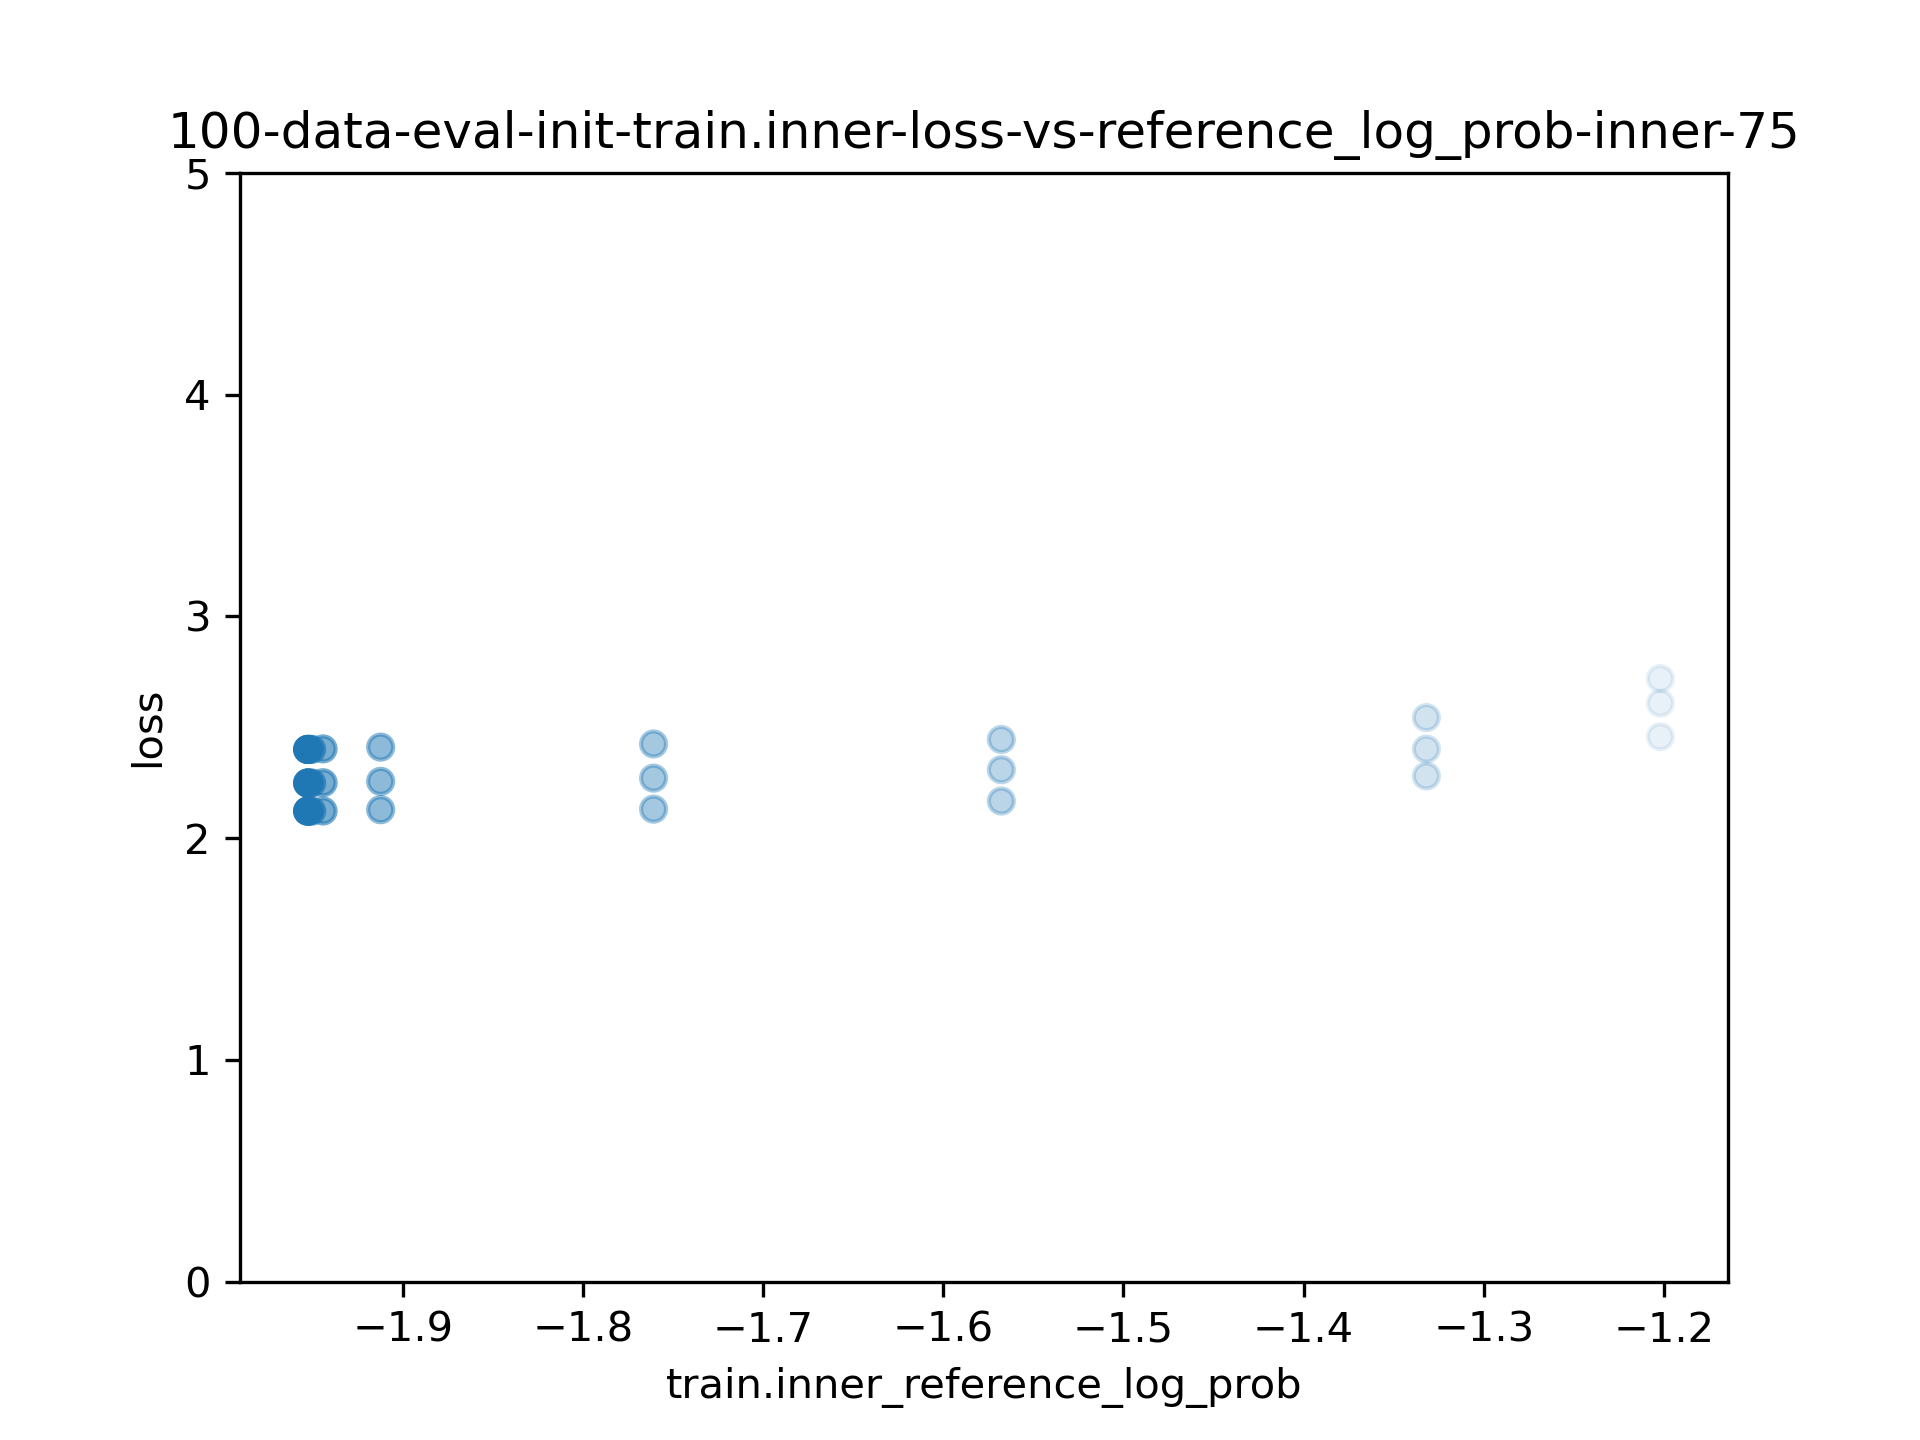 100-data-eval-init-train.inner-loss-vs-reference_log_prob-inner-75
5
4
3
2
1
0
loss
−1.9 −1.8 −1.7 −1.6 −1.5 −1.4 −1.3 −1.2
train.inner_reference_log_prob